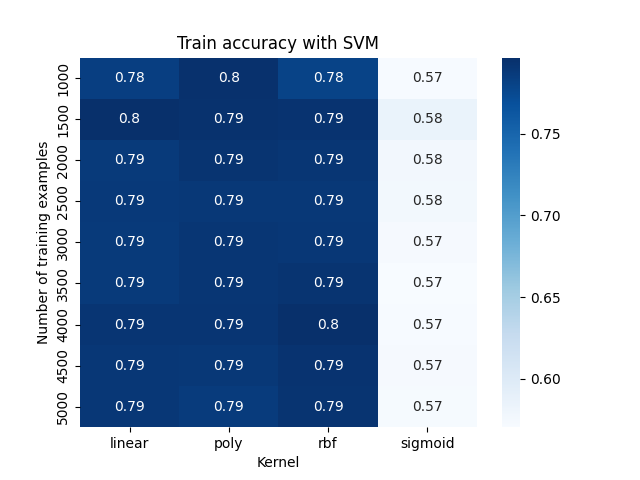 Train accuracy with SVM
Number of training examples
1000 0.78 0.8 0.78 0.57
1500 0.8 0.79 0.79 0.58
2000 0.79 0.79 0.79 0.58
2500 0.79 0.79 0.79 0.58
3000 0.79 0.79 0.79 0.57
3500 0.79 0.79 0.79 0.57
4000 0.79 0.79 0.8 0.57
4500 0.79 0.79 0.79 0.57
5000 0.79 0.79 0.79 0.57
linear poly rbf sigmoid
Kernel
0.75
0.70
0.65
0.60